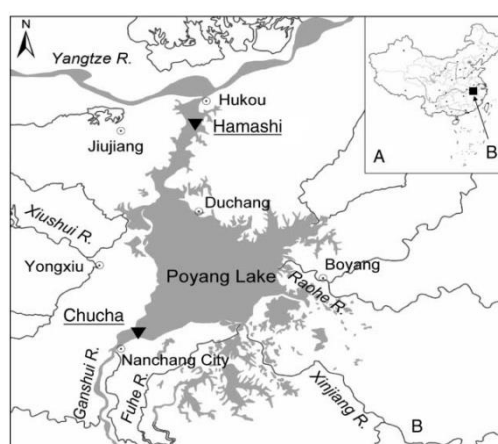 N
Yangtze R.
Hukou
Hamashi
Jiujiang
A
B
Duchang
Xiushui R.
Yongxiu
Poyang Lake
Boyang
Raohe R.
Chucha
Nanchang City
Ganshui R.
Fuhe R.
Xinjiang R.
B